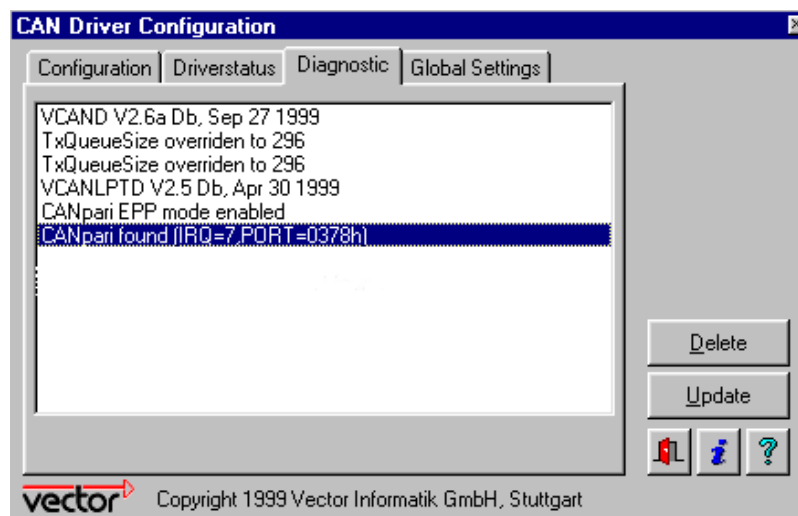 CAN Driver Configuration
Configuration Driverstatus Diagnostic Global Settings
VCAND V2.6a Db, Sep 27 1999
TxQueueSize overriden to 296
TxQueueSize overriden to 296
VCANLPTD V2.5 Db, Apr 30 1999
CANpari EPP mode enabled
CANpari found (IRQ=7,PORT=0378h)
Delete
Update
vector Copyright 1999 Vector Informatik GmbH, Stuttgart